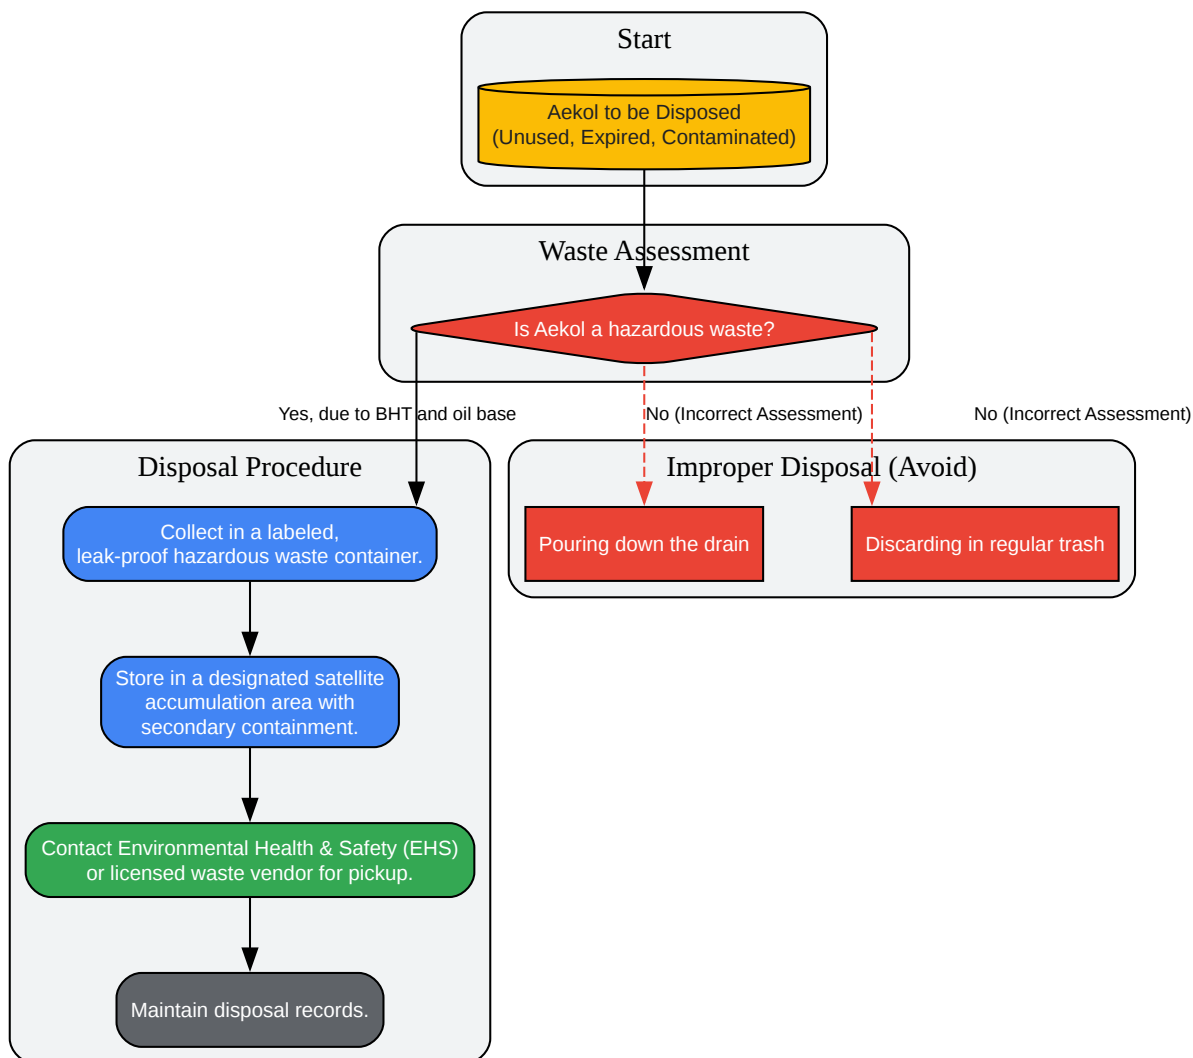 Start
Aekol to be Disposed
(Unused, Expired, Contaminated)
Waste Assessment
Is Aekol a hazardous waste?
Yes, due to BHT and oil base
No (Incorrect Assessment)
No (Incorrect Assessment)
Disposal Procedure
Collect in a labeled,
leak-proof hazardous waste container.
Store in a designated satellite
accumulation area with
secondary containment.
Contact Environmental Health & Safety (EHS)
or licensed waste vendor for pickup.
Maintain disposal records.
Improper Disposal (Avoid)
Pouring down the drain
Discarding in regular trash